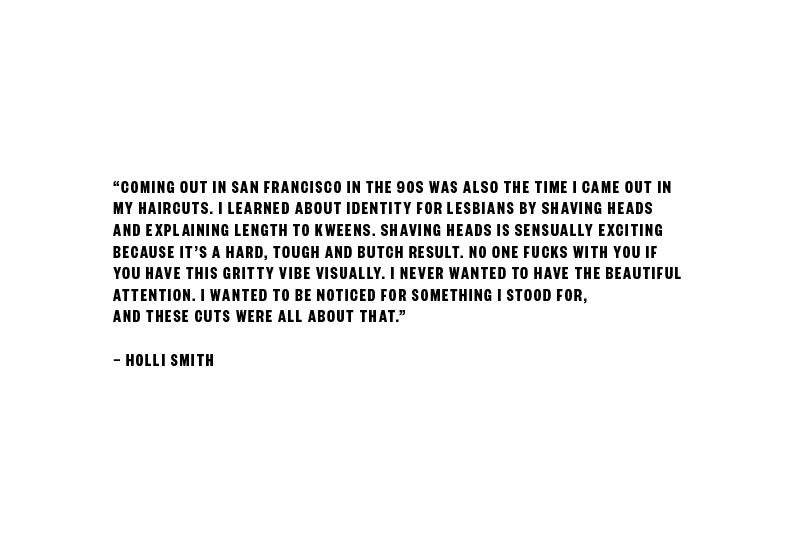 “COMING OUT IN SAN FRANCISCO IN THE 90S WAS ALSO THE TIME I CAME OUT IN
MY HAIRCUTS. I LEARNED ABOUT IDENTITY FOR LESBIANS BY SHAVING HEADS
AND EXPLAINING LENGTH TO KWEENS. SHAVING HEADS IS SENSUALLY EXCITING
BECAUSE IT’S A HARD, TOUGH AND BUTCH RESULT. NO ONE FUCKS WITH YOU IF
YOU HAVE THIS GRITTY VIBE VISUALLY. I NEVER WANTED TO HAVE THE BEAUTIFUL
ATTENTION. I WANTED TO BE NOTICED FOR SOMETHING I STOOD FOR,
AND THESE CUTS WERE ALL ABOUT THAT.”
– HOLLI SMITH